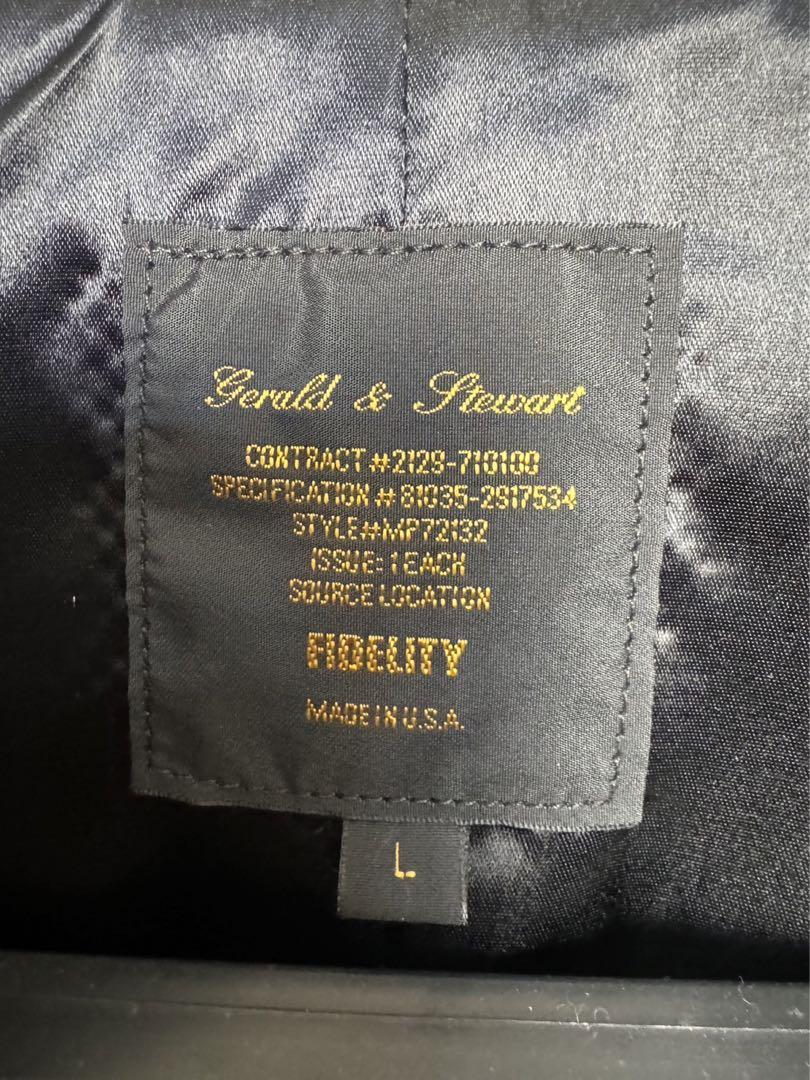 Gerald & Stewart
CONTRACT #2129-710100
SPECIFICATION # 81035-2917534
STYLE#MP72132
ISSUE: 1 EACH
SOURCE LOCATION
FIDELITY
MADE IN U.S.A.
L